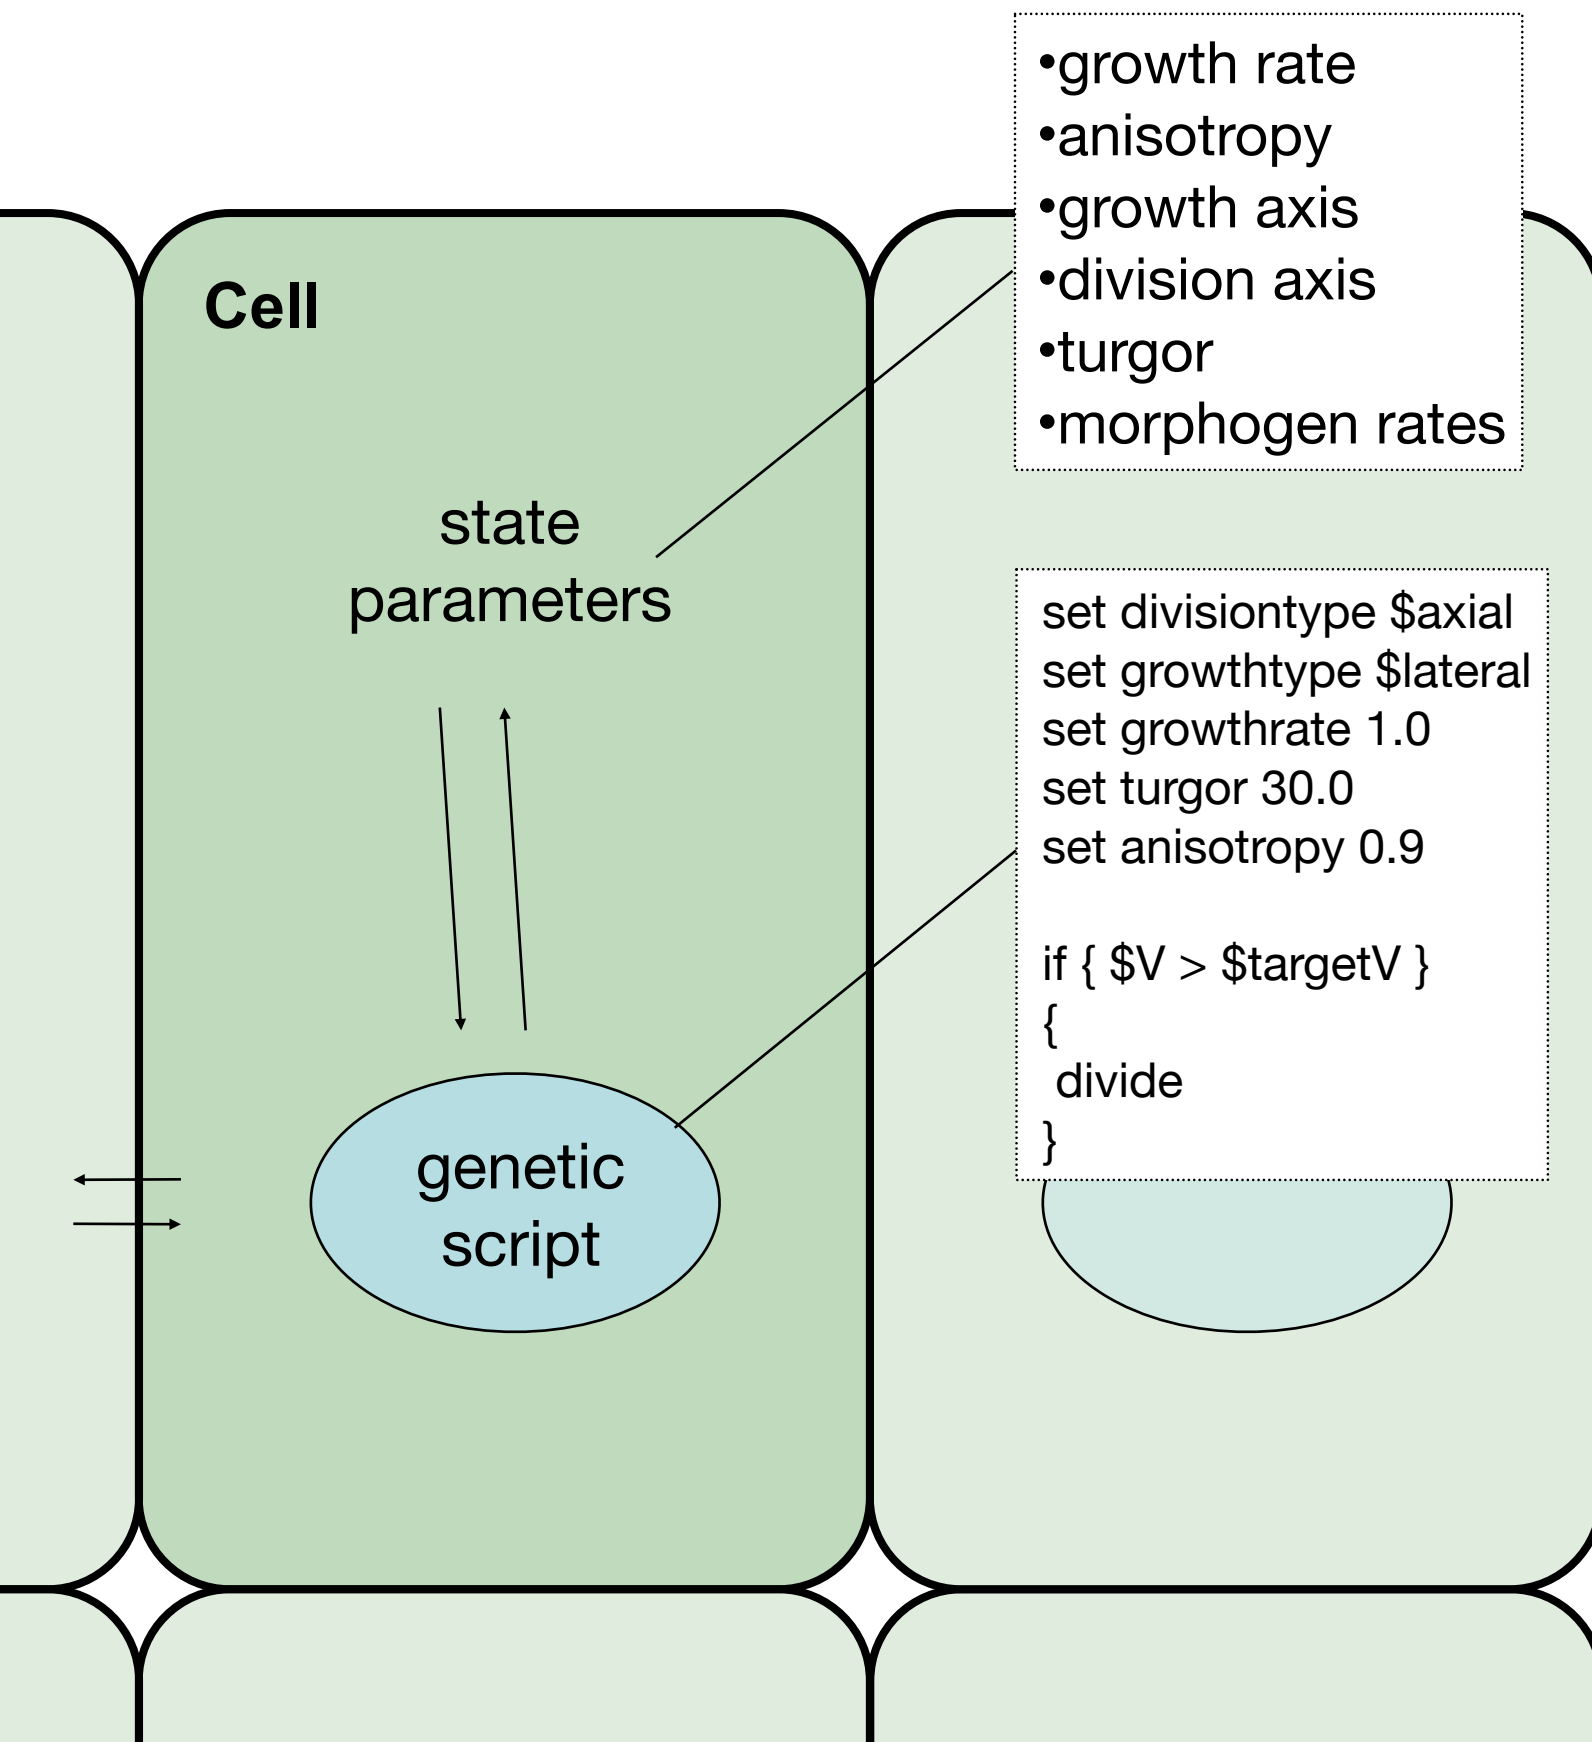 •growth rate
•anisotropy
•growth axis
•division axis
•turgor
•morphogen rates
Cell
state
parameters
set divisiontype $axial
set growthtype $lateral
set growthrate 1.0
set turgor 30.0
set anisotropy 0.9
if { $V > $targetV }
{
divide
}
genetic
script